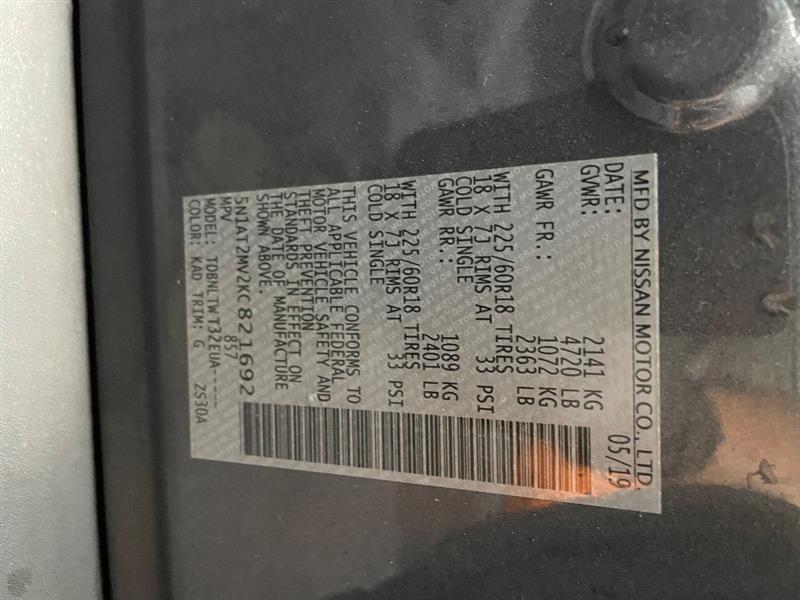 MFD BY NISSAN MOTOR CO., LTD.
DATE: 05/19
GVWR: 2141 KG
4720 LB
GAWR FR.: 1072 KG
2363 LB
WITH 225/60R18 TIRES
18 X 7J RIMS AT 33 PSI
COLD SINGLE
GAWR RR.: 1089 KG
2401 LB
WITH 225/60R18 TIRES
18 X 7J RIMS AT 33 PSI
COLD SINGLE
THIS VEHICLE CONFORMS TO
ALL APPLICABLE FEDERAL
MOTOR VEHICLE SAFETY AND
THEFT PREVENTION
STANDARDS IN EFFECT ON
THE DATE OF MANUFACTURE
SHOWN ABOVE.
5N1AT2MV2KC821692
MPV 857
MODEL: TDBNLTWT32EUA-----
COLOR: KAD TRIM: G ZS30A